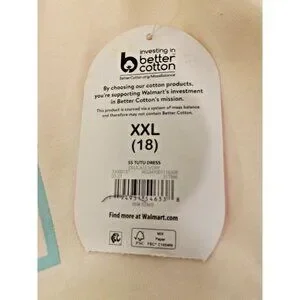 investing in
better
cotton
BetterCotton.org/MassBalance
By choosing our cotton products,
you're supporting Walmart's investment
in Better Cotton's mission.
This product is sourced via a system of mass balance
and therefore may not contain Better Cotton.
XXL
(18)
SS TUTU DRESS
Find more at Walmart.com
FSC
MIX
Paper